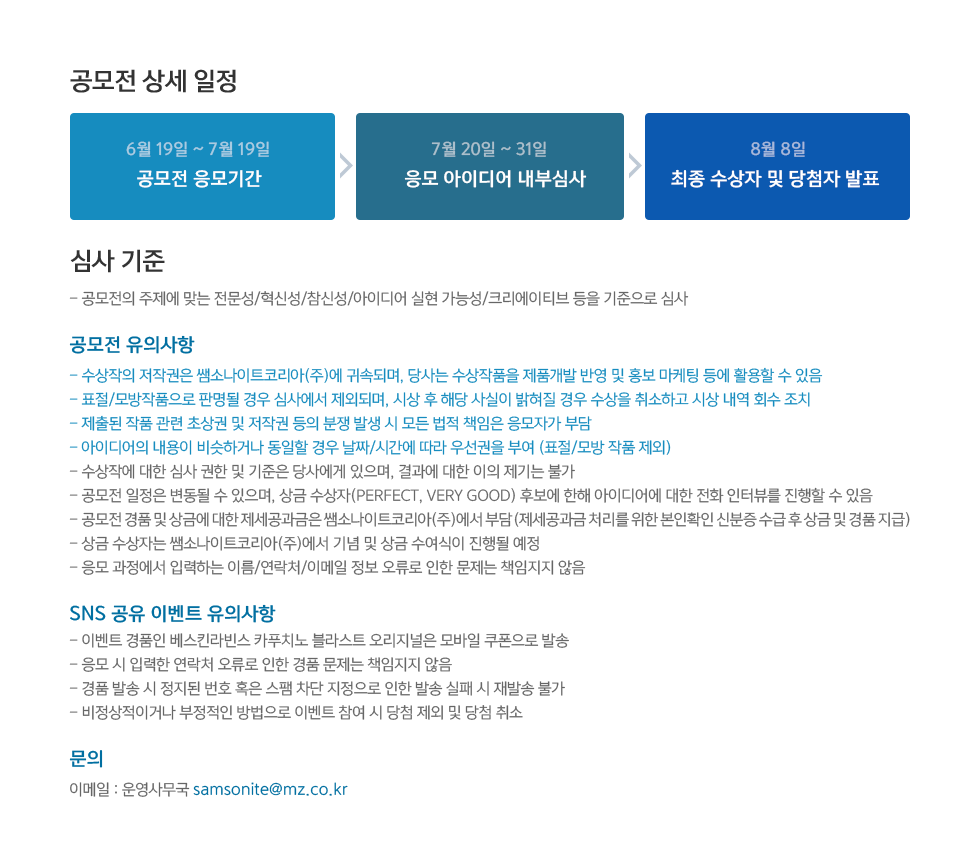 공모전 상세 일정
6월 19일 ~ 7월 19일
공모전 응모기간
7월 20일 ~ 31일
응모 아이디어 내부심사
8월 8일
최종 수상자 및 당첨자 발표
심사 기준
- 공모전의 주제에 맞는 전문성/혁신성/참신성/아이디어 실현 가능성/크리에이티브 등을 기준으로 심사
공모전 유의사항
- 수상작의 저작권은 쌤소나이트코리아(주)에 귀속되며, 당사는 수상작품을 제품개발 반영 및 홍보 마케팅 등에 활용할 수 있음
- 표절/모방작품으로 판명될 경우 심사에서 제외되며, 시상 후 해당 사실이 밝혀질 경우 수상을 취소하고 시상 내역 회수 조치
- 제출된 작품 관련 초상권 및 저작권 등의 분쟁 발생 시 모든 법적 책임은 응모자가 부담
- 아이디어의 내용이 비슷하거나 동일할 경우 날짜/시간에 따라 우선권을 부여 (표절/모방 작품 제외)
- 수상작에 대한 심사 권한 및 기준은 당사에게 있으며, 결과에 대한 이의 제기는 불가
- 공모전 일정은 변동될 수 있으며, 상금 수상자(PERFECT, VERY GOOD) 후보에 한해 아이디어에 대한 전화 인터뷰를 진행할 수 있음
- 공모전 경품 및 상금에 대한 제세공과금은 쌤소나이트코리아(주)에서 부담 (제세공과금 처리를 위한 본인확인 신분증 수급 후 상금 및 경품 지급)
- 상금 수상자는 쌤소나이트코리아(주)에서 기념 및 상금 수여식이 진행될 예정
- 응모 과정에서 입력하는 이름/연락처/이메일 정보 오류로 인한 문제는 책임지지 않음
SNS 공유 이벤트 유의사항
- 이벤트 경품인 베스킨라빈스 카푸치노 블라스트 오리지널은 모바일 쿠폰으로 발송
- 응모 시 입력한 연락처 오류로 인한 경품 문제는 책임지지 않음
- 경품 발송 시 정지된 번호 혹은 스팸 차단 지정으로 인한 발송 실패 시 재발송 불가
- 비정상적이거나 부정적인 방법으로 이벤트 참여 시 당첨 제외 및 당첨 취소
문의
이메일 : 운영사무국 samsonite@mz.co.kr